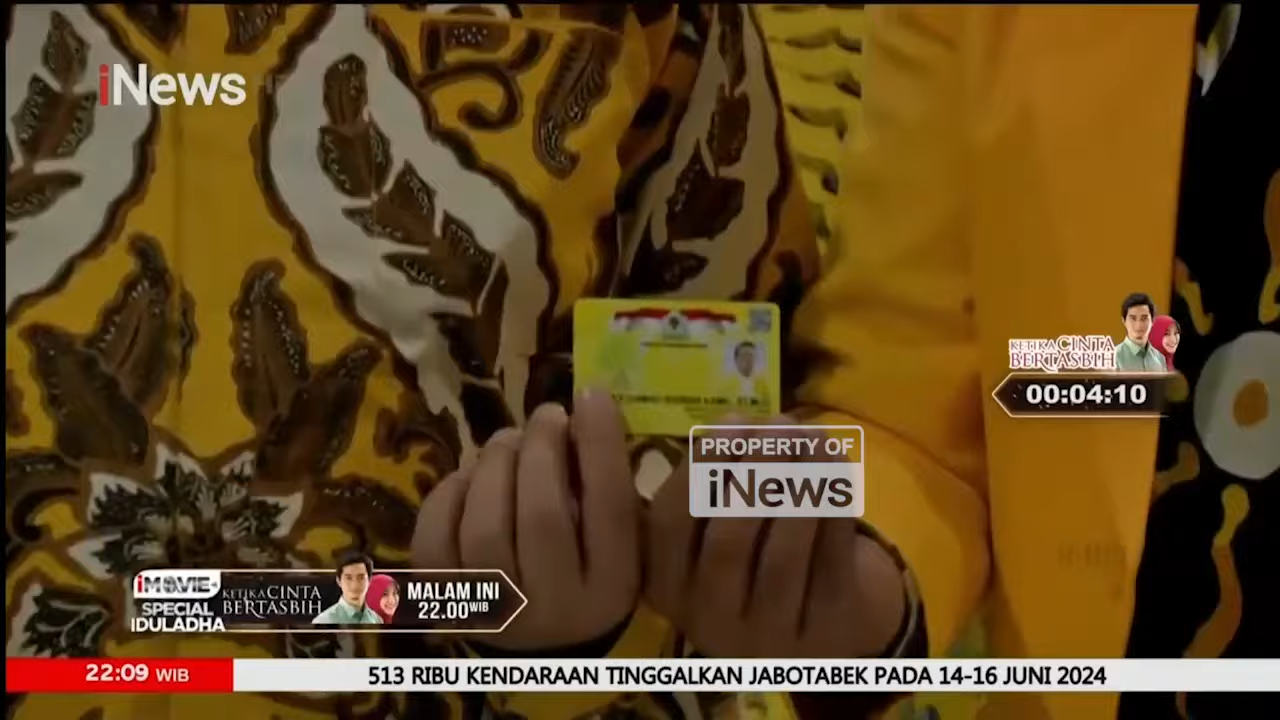 iNews
KETIKA CINTA
BERTASBIH
00:04:10
PROPERTY OF
iNews
iMOVIE
SPECIAL
IDULADHA
KETIKA CINTA
BERTASBIH
MALAM INI
22.00 WIB
22:09 WIB
513 RIBU KENDARAAN TINGGALKAN JABOTABEK PADA 14-16 JUNI 2024